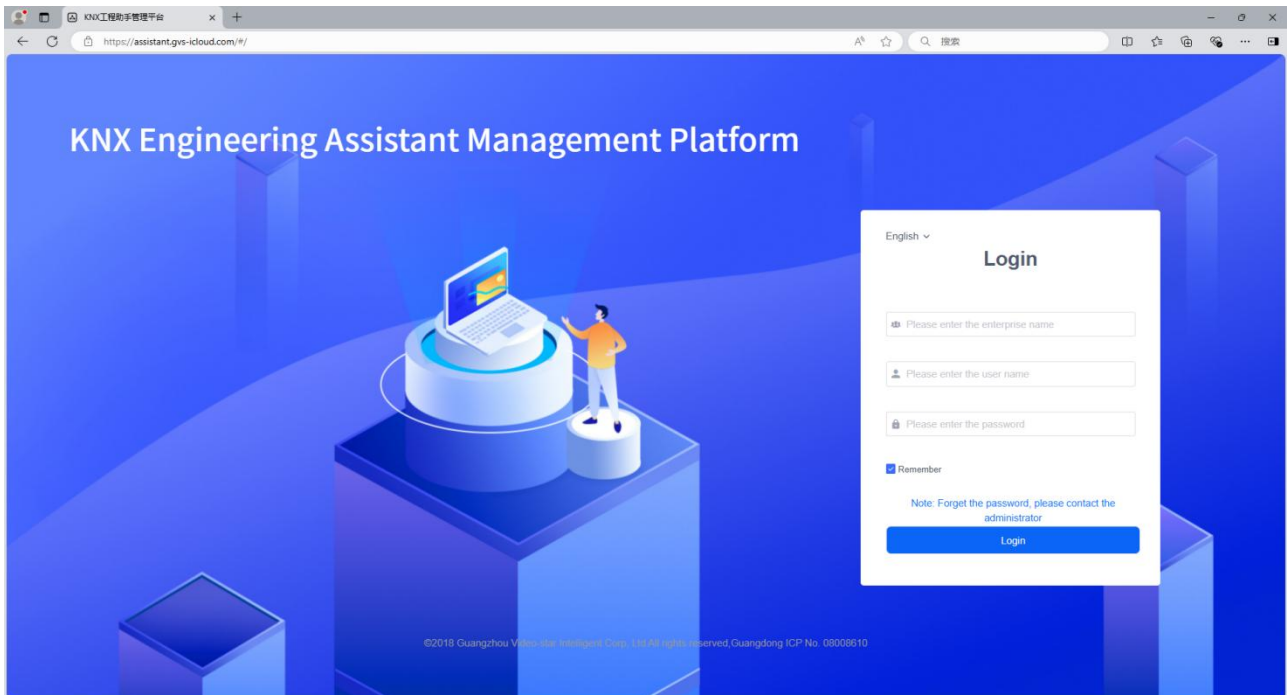 KNX工程助手管理平台
https://assistant.gvs-icloud.com/#/
搜索
KNX Engineering Assistant Management Platform
English
Login
Please enter the enterprise name
Please enter the user name
Please enter the password
Remember
Note: Forget the password, please contact the
administrator
Login
©2018 Guangzhou Video-star Intelligent Corp. Ltd.All rights reserved,Guangdong ICP No. 08008610